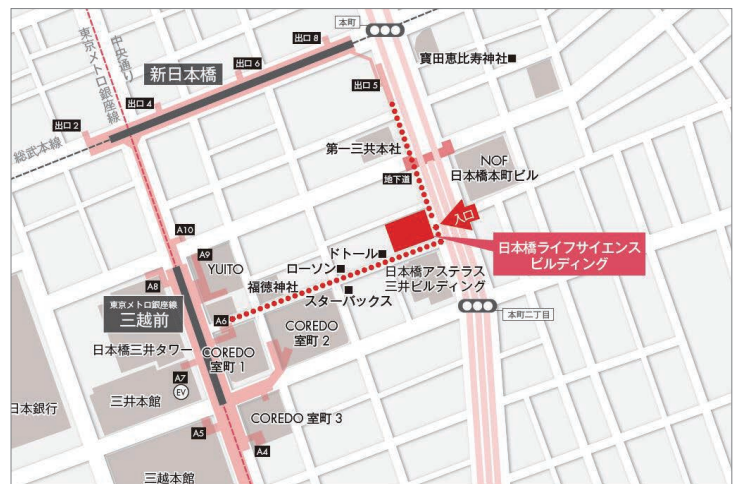 本町
出口 8
出口 6
出口 5
出口 4
出口 2
新日本橋
東京メトロ銀座線
中央通り
総武本線
寶田恵比寿神社
第一三共本社
NOF
日本橋本町ビル
地下道
入口
日本橋ライフサイエンス
ビルディング
A10
A9
YUITO
A8
ドトール
ローソン
福徳神社
スターバックス
日本橋アステラス
三井ビルディング
本町二丁目
東京メトロ銀座線
三越前
A6
COREDO
室町 1
COREDO
室町 2
日本橋三井タワー
A7
EV
三井本館
日本銀行
COREDO 室町 3
A5
A4
三越本館